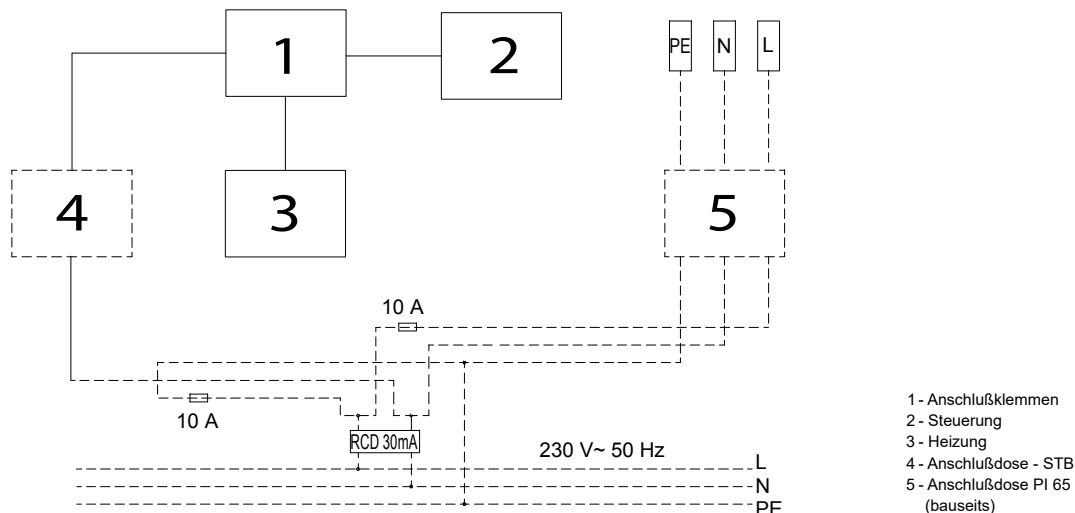 1
2
PE
N
L
4
3
5
10 A
10 A
RCD 30mA
230 V~ 50 Hz
L
N
PE
1 - Anschlußklemmen
2 - Steuerung
3 - Heizung
4 - Anschlußdose - STB
5 - Anschlußdose PI 65
(bauseits)